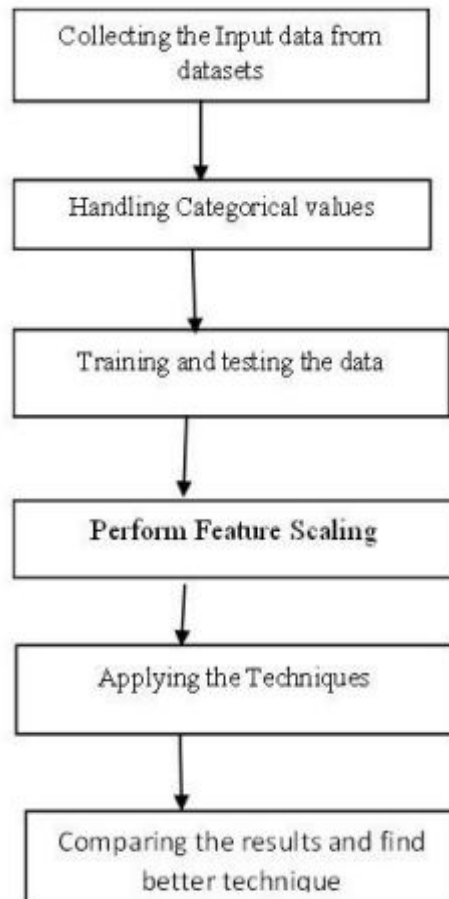 Collecting the Input data from
datasets
Handling Categorical values
Training and testing the data
Perform Feature Scaling
Applying the Techniques
Comparing the results and find
better technique